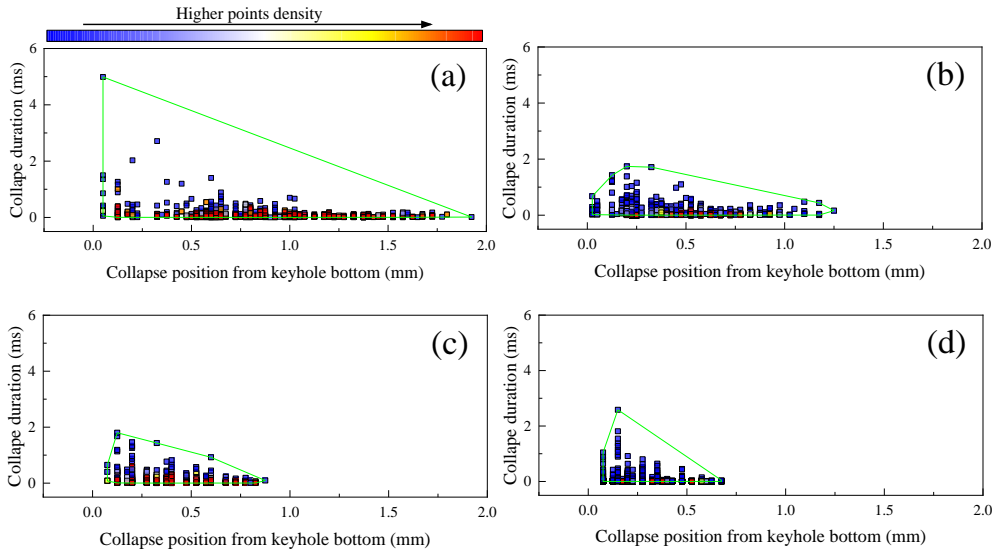 Higher points density
6
4
2
0
Collape duration (ms)
(a)
0.0 0.5 1.0 1.5 2.0
Collapse position from keyhole bottom (mm)
6
4
2
0
Collapse duration (ms)
(b)
0.0 0.5 1.0 1.5 2.0
Collapse position from keyhole bottom (mm)
6
4
2
0
Collape duration (ms)
(c)
0.0 0.5 1.0 1.5 2.0
Collapse position from keyhole bottom (mm)
6
4
2
0
Collapse duration (ms)
(d)
0.0 0.5 1.0 1.5 2.0
Collapse position from keyhole bottom (mm)